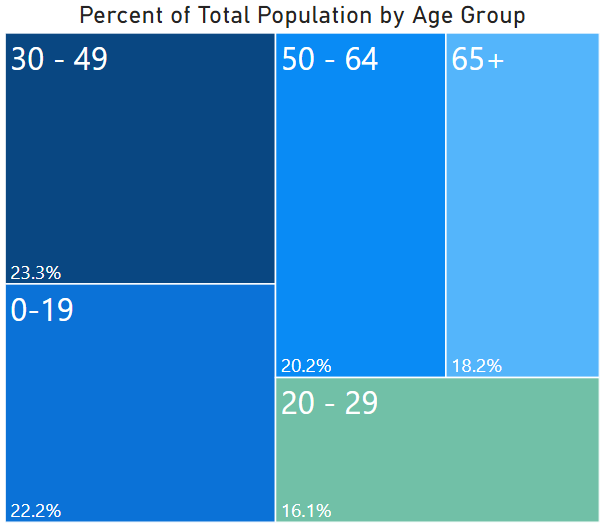 Percent of Total Population by Age Group
30 - 49
23.3%
0-19
22.2%
50 - 64
20.2%
65+
18.2%
20 - 29
16.1%